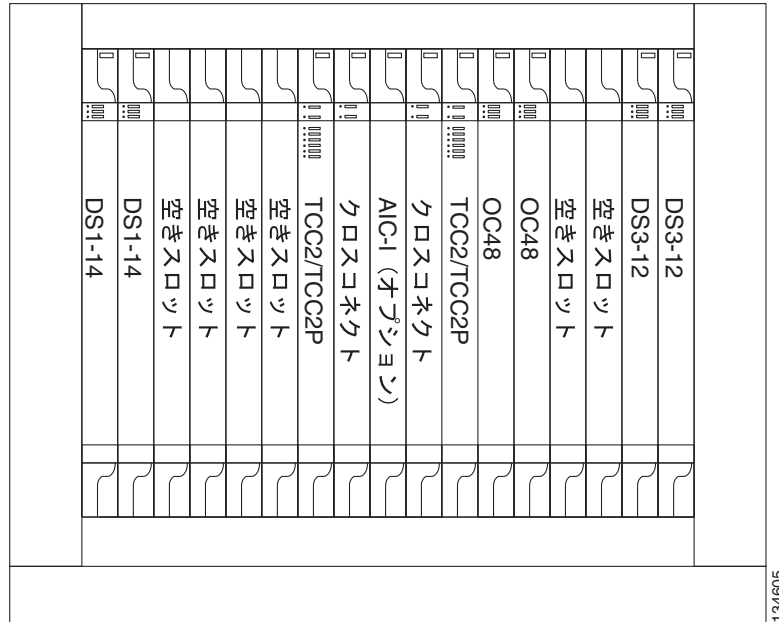 DS1-14
DS1-14
空きスロット
空きスロット
空きスロット
空きスロット
TCC2/TCC2P
クロスコネクト
AIC-I（オプション）
クロスコネクト
TCC2/TCC2P
OC48
OC48
空きスロット
空きスロット
DS3-12
DS3-12
134605